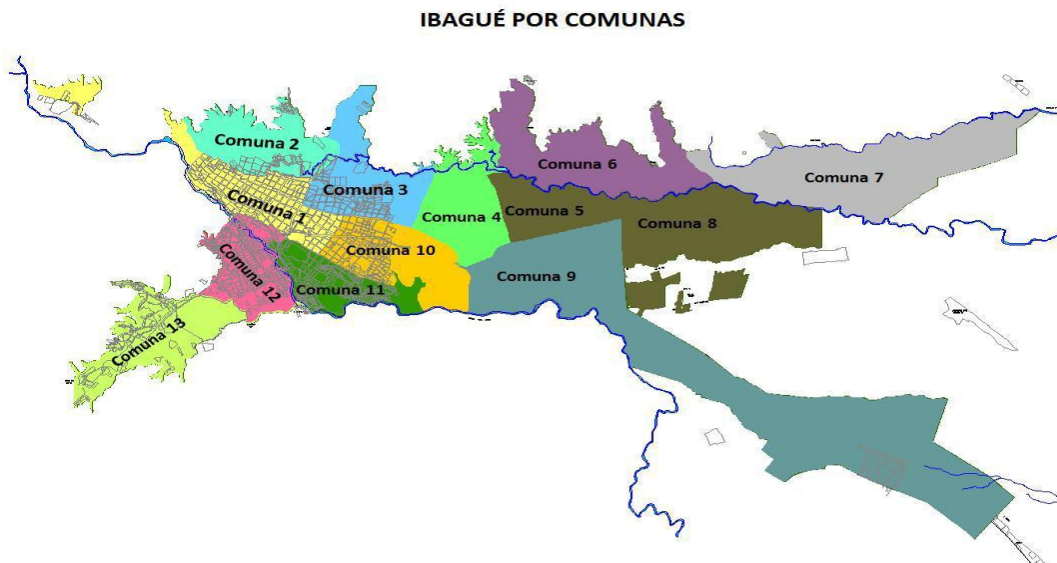 IBAGUÉ POR COMUNAS
Comuna 2
Comuna 6
Comuna 7
Comuna 3
Comuna 1
Comuna 4
Comuna 5
Comuna 8
Comuna 10
Comuna 9
Comuna 12
Comuna 11
Comuna 13